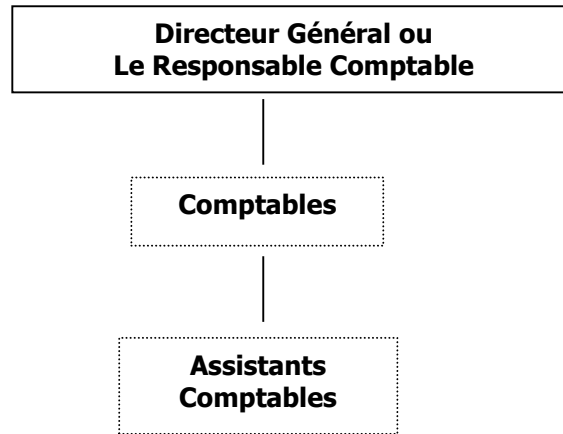 Directeur Général ou
Le Responsable Comptable
Comptables
Assistants
Comptables